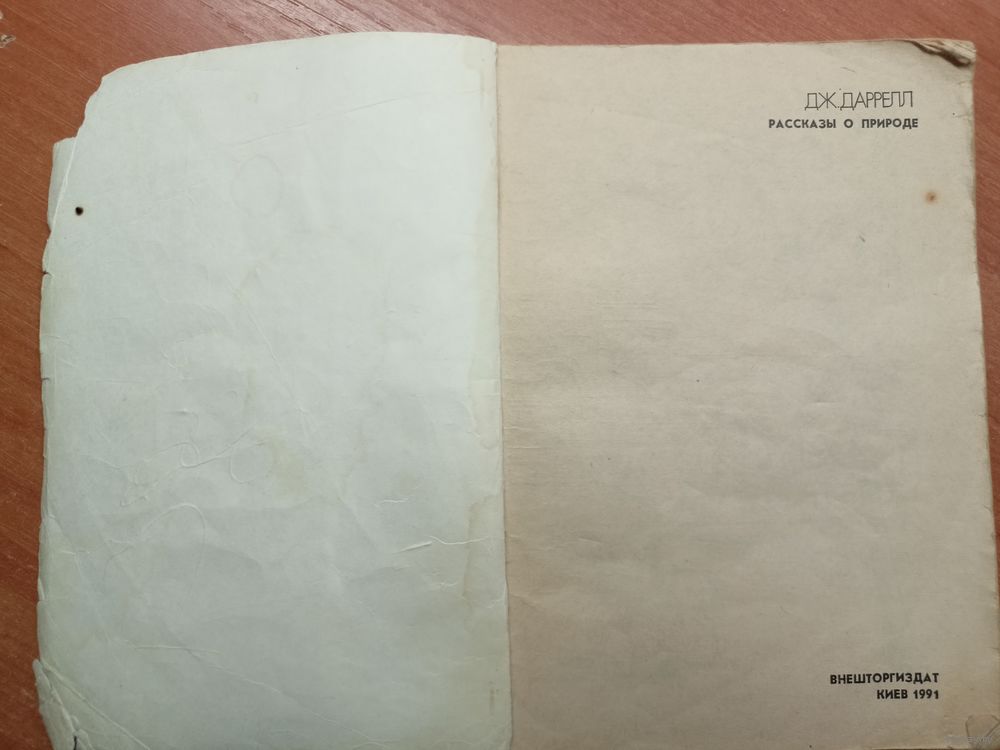 ДЖ. ДАРРЕЛЛ
РАССКАЗЫ О ПРИРОДЕ
ВНЕШТОРГИЗДАТ
КИЕВ 1991